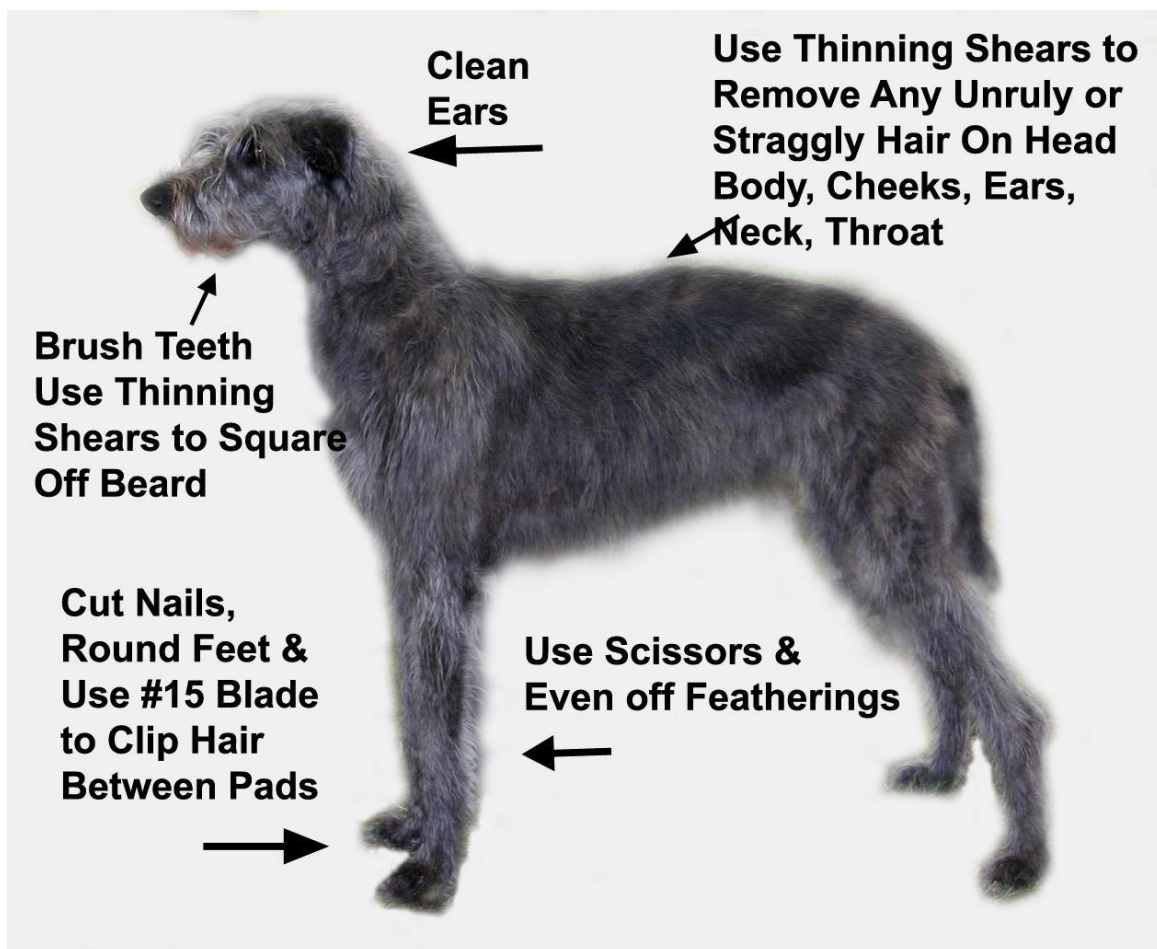 Clean
Ears
Use Thinning Shears to
Remove Any Unruly or
Straggly Hair On Head
Body, Cheeks, Ears,
Neck, Throat
Brush Teeth
Use Thinning
Shears to Square
Off Beard
Cut Nails,
Round Feet &
Use #15 Blade
to Clip Hair
Between Pads
Use Scissors &
Even off Featherings